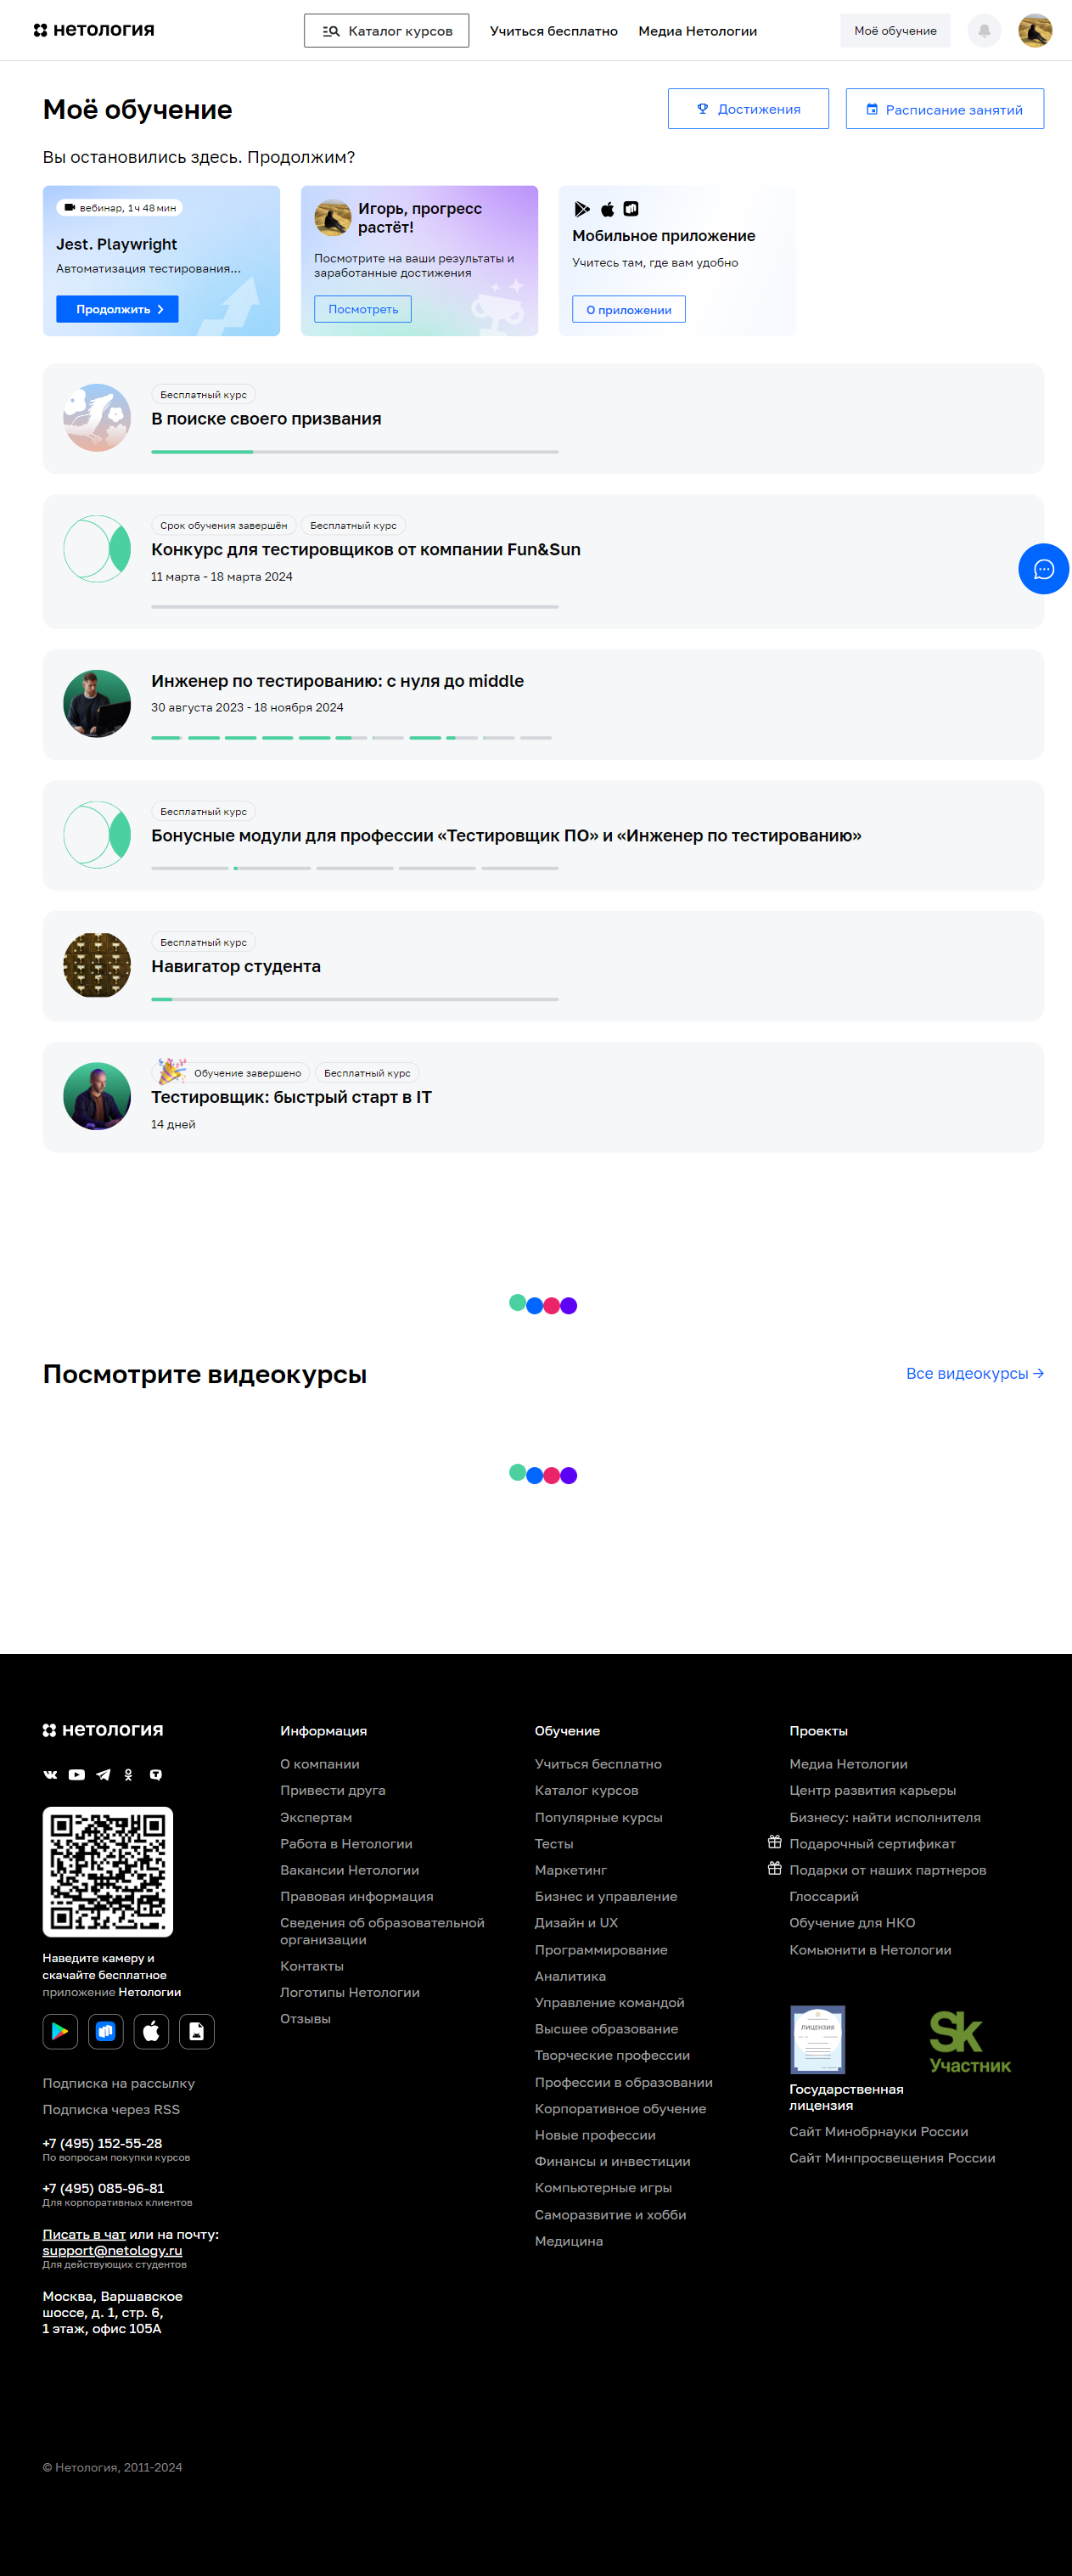 нетология
Каталог курсов
Учиться бесплатно
Медиа Нетологии
Моё обучение
Моё обучение
Достижения
Расписание занятий
Вы остановились здесь. Продолжим?
вебинар, 1 ч 48 мин
Jest. Playwright
Автоматизация тестирования...
Продолжить
Игорь, прогресс
растёт!
Посмотрите на ваши результаты и
заработанные достижения
Посмотреть
Мобильное приложение
Учитесь там, где вам удобно
О приложении
Бесплатный курс
В поиске своего призвания
Срок обучения завершён
Бесплатный курс
Конкурс для тестировщиков от компании Fun&Sun
11 марта - 18 марта 2024
Инженер по тестированию: с нуля до middle
30 августа 2023 - 18 ноября 2024
Бесплатный курс
Бонусные модули для профессии «Тестировщик ПО» и «Инженер по тестированию»
Бесплатный курс
Навигатор студента
Обучение завершено
Бесплатный курс
Тестировщик: быстрый старт в IT
14 дней
Посмотрите видеокурсы
Все видеокурсы →
нетология
Наведите камеру и
скачайте бесплатное
приложение Нетологии
Подписка на рассылку
Подписка через RSS
+7 (495) 152-55-28
По вопросам покупки курсов
+7 (495) 085-96-81
Для корпоративных клиентов
Писать в чат или на почту:
support@netology.ru
Для действующих студентов
Москва, Варшавское
шоссе, д. 1, стр. 6,
1 этаж, офис 105А
Информация
О компании
Привести друга
Экспертам
Работа в Нетологии
Вакансии Нетологии
Правовая информация
Сведения об образовательной
организации
Контакты
Логотипы Нетологии
Отзывы
Обучение
Учиться бесплатно
Каталог курсов
Популярные курсы
Тесты
Маркетинг
Бизнес и управление
Дизайн и UX
Программирование
Аналитика
Управление командой
Высшее образование
Творческие профессии
Профессии в образовании
Корпоративное обучение
Новые профессии
Финансы и инвестиции
Компьютерные игры
Саморазвитие и хобби
Медицина
Проекты
Медиа Нетологии
Центр развития карьеры
Бизнесу: найти исполнителя
Подарочный сертификат
Подарки от наших партнеров
Глоссарий
Обучение для НКО
Комьюнити в Нетологии
ЛИЦЕНЗИЯ
Государственная
лицензия
Sk
Участник
Сайт Минобрнауки России
Сайт Минпросвещения России
© Нетология, 2011-2024